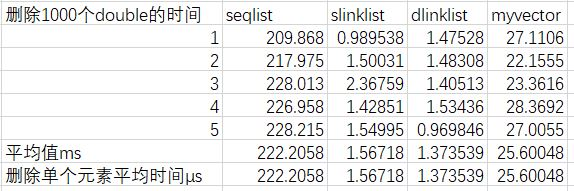 删除1000个double的时间 seqlist slinklist dlinklist myvector
1 209.868 0.989538 1.47528 27.1106
2 217.975 1.50031 1.48308 22.1555
3 228.013 2.36759 1.40513 23.3616
4 226.958 1.42851 1.53436 28.3692
5 228.215 1.54995 0.969846 27.0055
平均值ms 222.2058 1.56718 1.373539 25.60048
删除单个元素平均时间μs 222.2058 1.56718 1.373539 25.60048